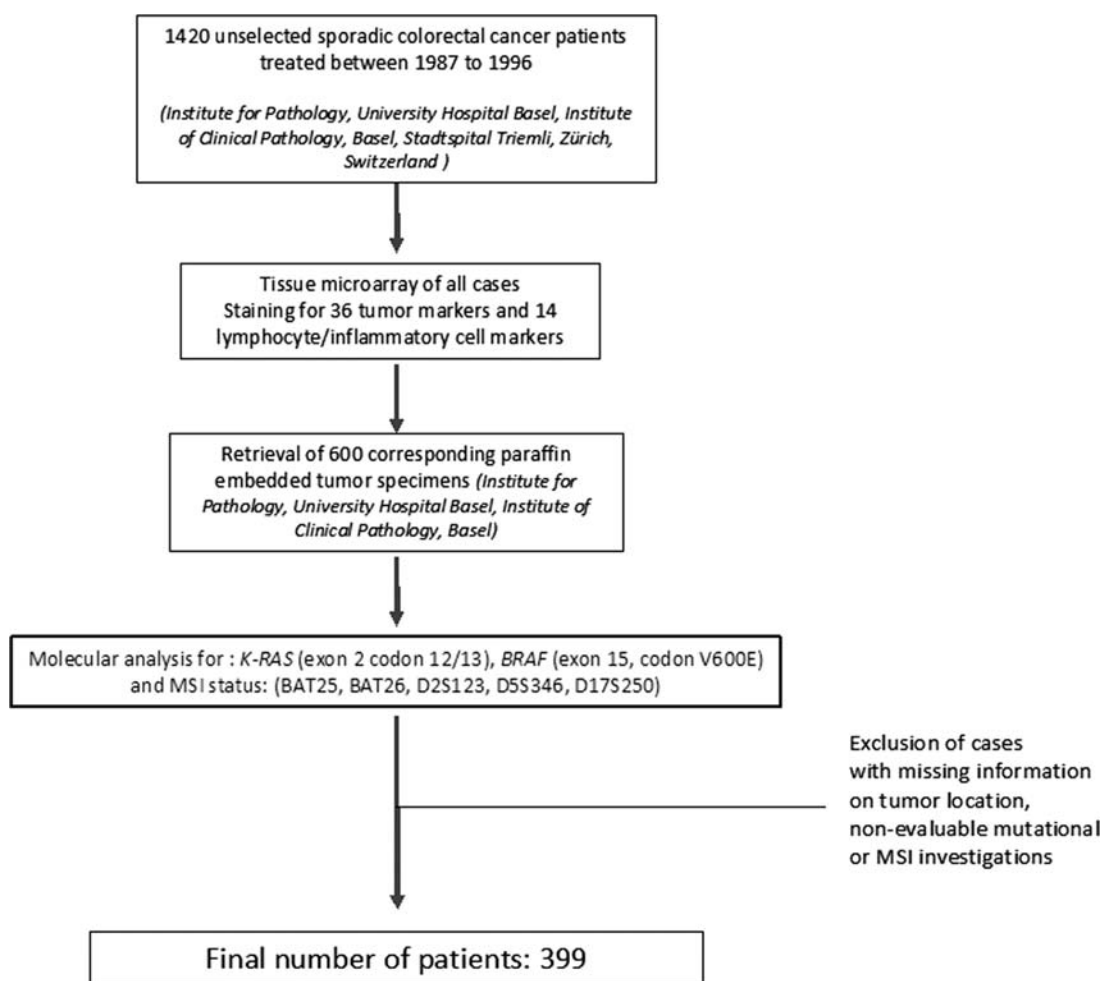 1420 unselected sporadic colorectal cancer patients
treated between 1987 to 1996
(Institute for Pathology, University Hospital Basel, Institute
of Clinical Pathology, Basel, Stadtspital Triemli, Zürich,
Switzerland )
Tissue microarray of all cases
Staining for 36 tumor markers and 14
lymphocyte/inflammatory cell markers
Retrieval of 600 corresponding paraffin
embedded tumor specimens (Institute for
Pathology, University Hospital Basel, Institute of
Clinical Pathology, Basel)
Molecular analysis for : K-RAS (exon 2 codon 12/13), BRAF (exon 15, codon V600E)
and MSI status: (BAT25, BAT26, D2S123, D5S346, D17S250)
Exclusion of cases
with missing information
on tumor location,
non-evaluable mutational
or MSI investigations
Final number of patients: 399